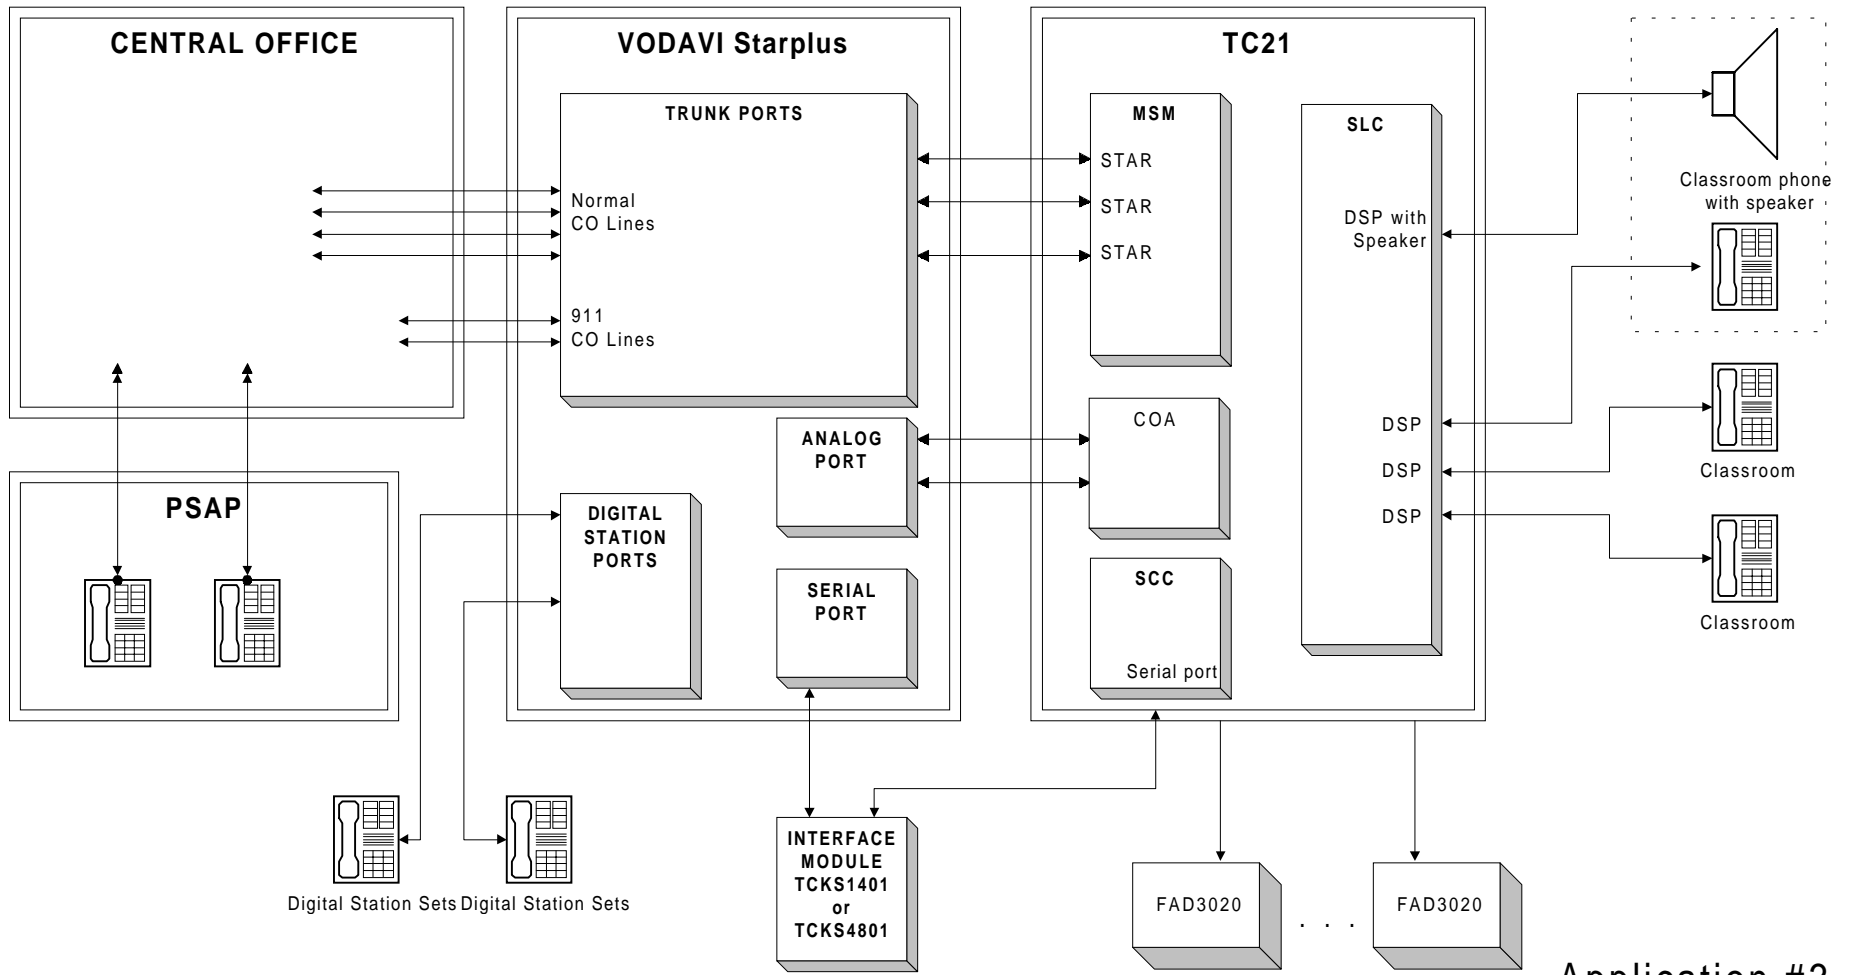 CENTRAL OFFICE
VODAVI Starplus
TC21
TRUNK PORTS
Normal
CO Lines
911
CO Lines
MSM
STAR
STAR
STAR
SLC
DSP with
Speaker
DSP
DSP
DSP
Classroom phone
with speaker
Classroom
Classroom
ANALOG
PORT
COA
PSAP
DIGITAL
STATION
PORTS
SERIAL
PORT
SCC
Serial port
Digital Station Sets
Digital Station Sets
INTERFACE
MODULE
TCKS1401
or
TCKS4801
FAD3020
. . .
FAD3020